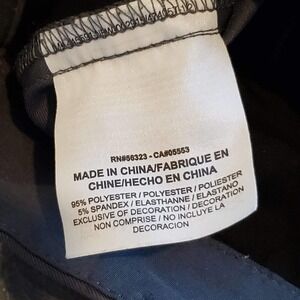 RN#56323 - CA#05553
MADE IN CHINA/FABRIQUE EN
CHINE/HECHO EN CHINA
95% POLYESTER / POLYESTER / POLIESTER
5% SPANDEX / ELASTHANNE / ELASTANO
EXCLUSIVE OF DECORATION / DECORATION
NON COMPRISE / NO INCLUYE LA
DECORACION